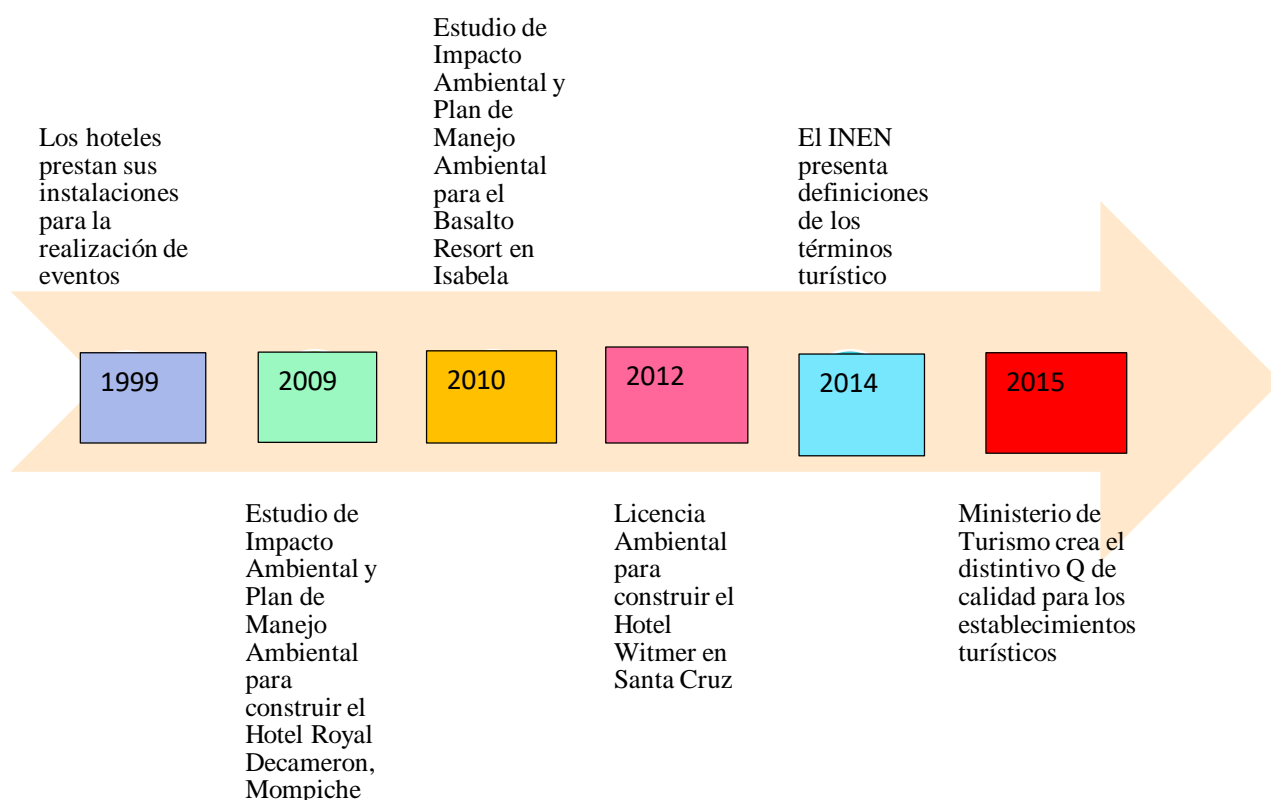 Los hoteles
prestan sus
instalaciones
para la
realización de
eventos
Estudio de
Impacto
Ambiental y
Plan de
Manejo
Ambiental
para el
Basalto
Resort en
Isabela
El INEN
presenta
definiciones
de los
términos
turístico
1999
2009
2010
2012
2014
2015
Estudio de
Impacto
Ambiental y
Plan de
Manejo
Ambiental
para
construir el
Hotel Royal
Decameron,
Mompiche
Licencia
Ambiental
para
construir el
Hotel
Witmer en
Santa Cruz
Ministerio de
Turismo crea el
distintivo Q de
calidad para los
establecimientos
turísticos